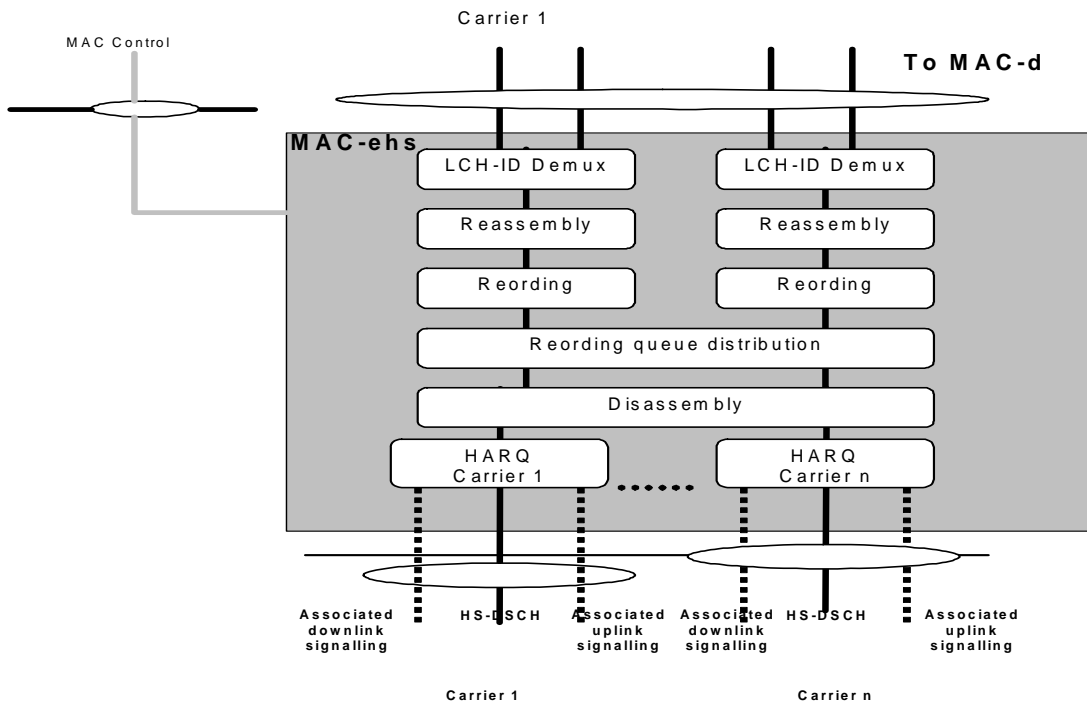 Carrier 1
MAC Control
To MAC-d
MAC-ehs
LCH-ID Demux
LCH-ID Demux
Reassembly
Reassembly
Reording
Reording
Reording queue distribution
Disassembly
HARQ
Carrier 1
HARQ
Carrier n
Associated
downlink
signalling
HS-DSCH
Associated
uplink
signalling
Associated
downlink
signalling
HS-DSCH
Associated
uplink
signalling
Carrier 1
Carrier n